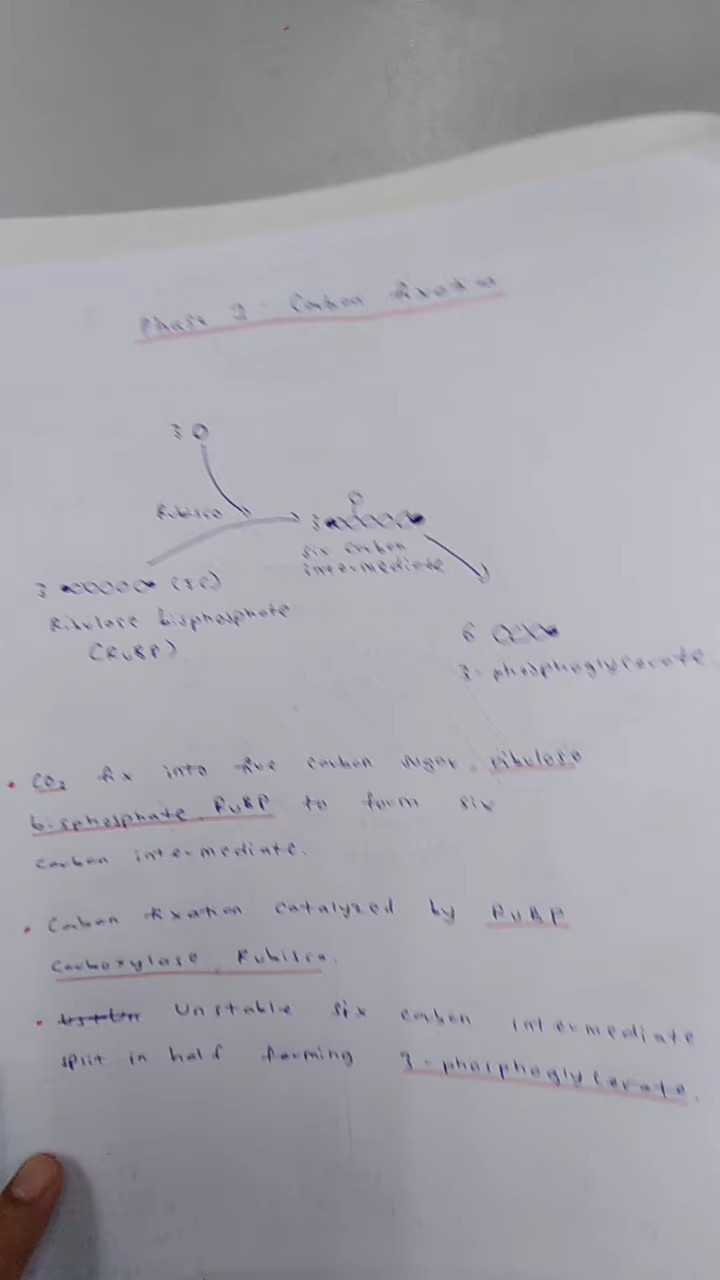 Phase 1 : Carbon fixation
3
Rubisco
3
six carbon
intermediate
3 (5C)
Ribulose bisphosphate
(RuBP)
6
3-phosphoglycerate
• CO2 fix into five carbon sugar, ribulose
bisphosphate, RuBP to form six
carbon intermediate.
• Carbon fixation catalyzed by RuBP
Carboxylase, Rubisco.
• Unstable six carbon intermediate
split in half forming 3-phosphoglycerate.